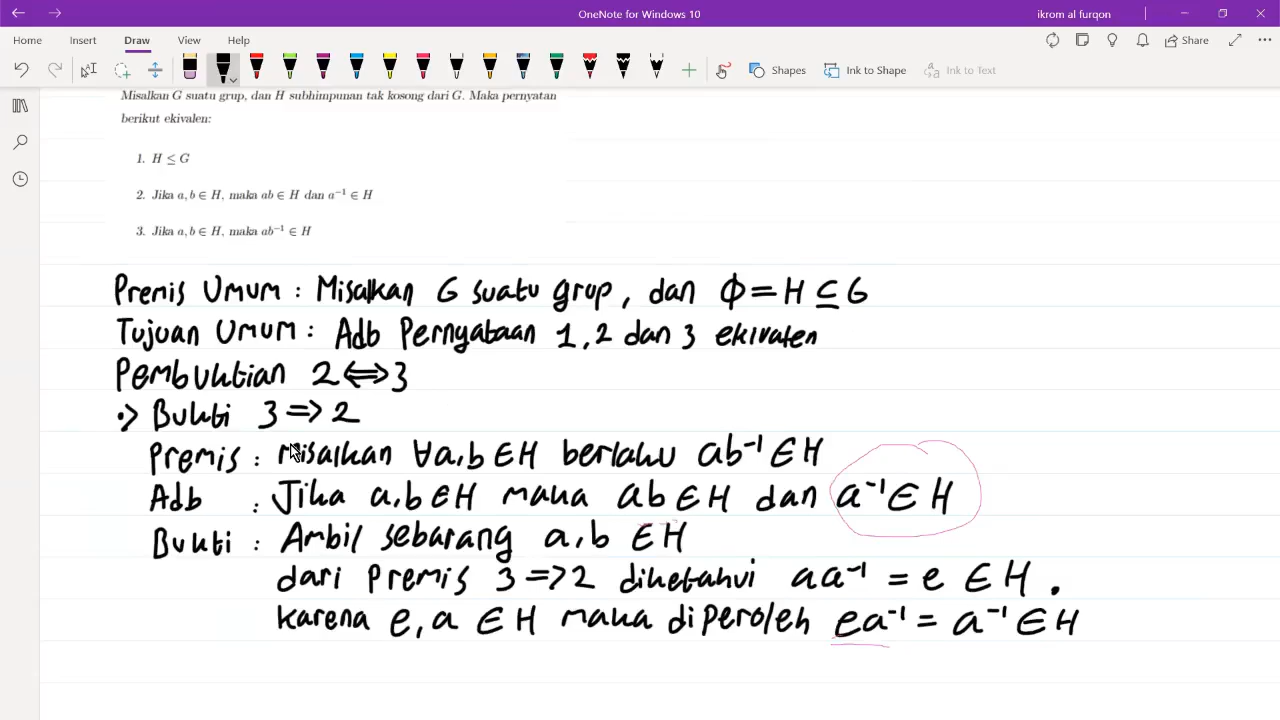 OneNote for Windows 10
ikrom al furqon
Home Insert Draw View Help
Share
Shapes
Ink to Shape
Ink to Text
Misalkan G suatu grup, dan H subhimpunan tak kosong dari G. Maka pernyatan
berikut ekivalen:
1. H ≤ G
2. Jika a, b ∈ H, maka ab ∈ H dan a⁻¹ ∈ H
3. Jika a, b ∈ H, maka ab⁻¹ ∈ H
Premis Umum : Misalkan G suatu grup, dan ϕ = H ⊆ G
Tujuan Umum : Adb Pernyataan 1, 2 dan 3 ekivalen
Pembuktian 2 <=> 3
•> Bukti 3 => 2
Premis : Misalkan ∀a,b ∈ H berlaku ab⁻¹ ∈ H
Adb : Jika a,b ∈ H maka ab ∈ H dan a⁻¹ ∈ H
Bukti : Ambil sebarang a,b ∈ H
dari Premis 3 => 2 diketahui aa⁻¹ = e ∈ H .
karena e, a ∈ H maka diperoleh ea⁻¹ = a⁻¹ ∈ H